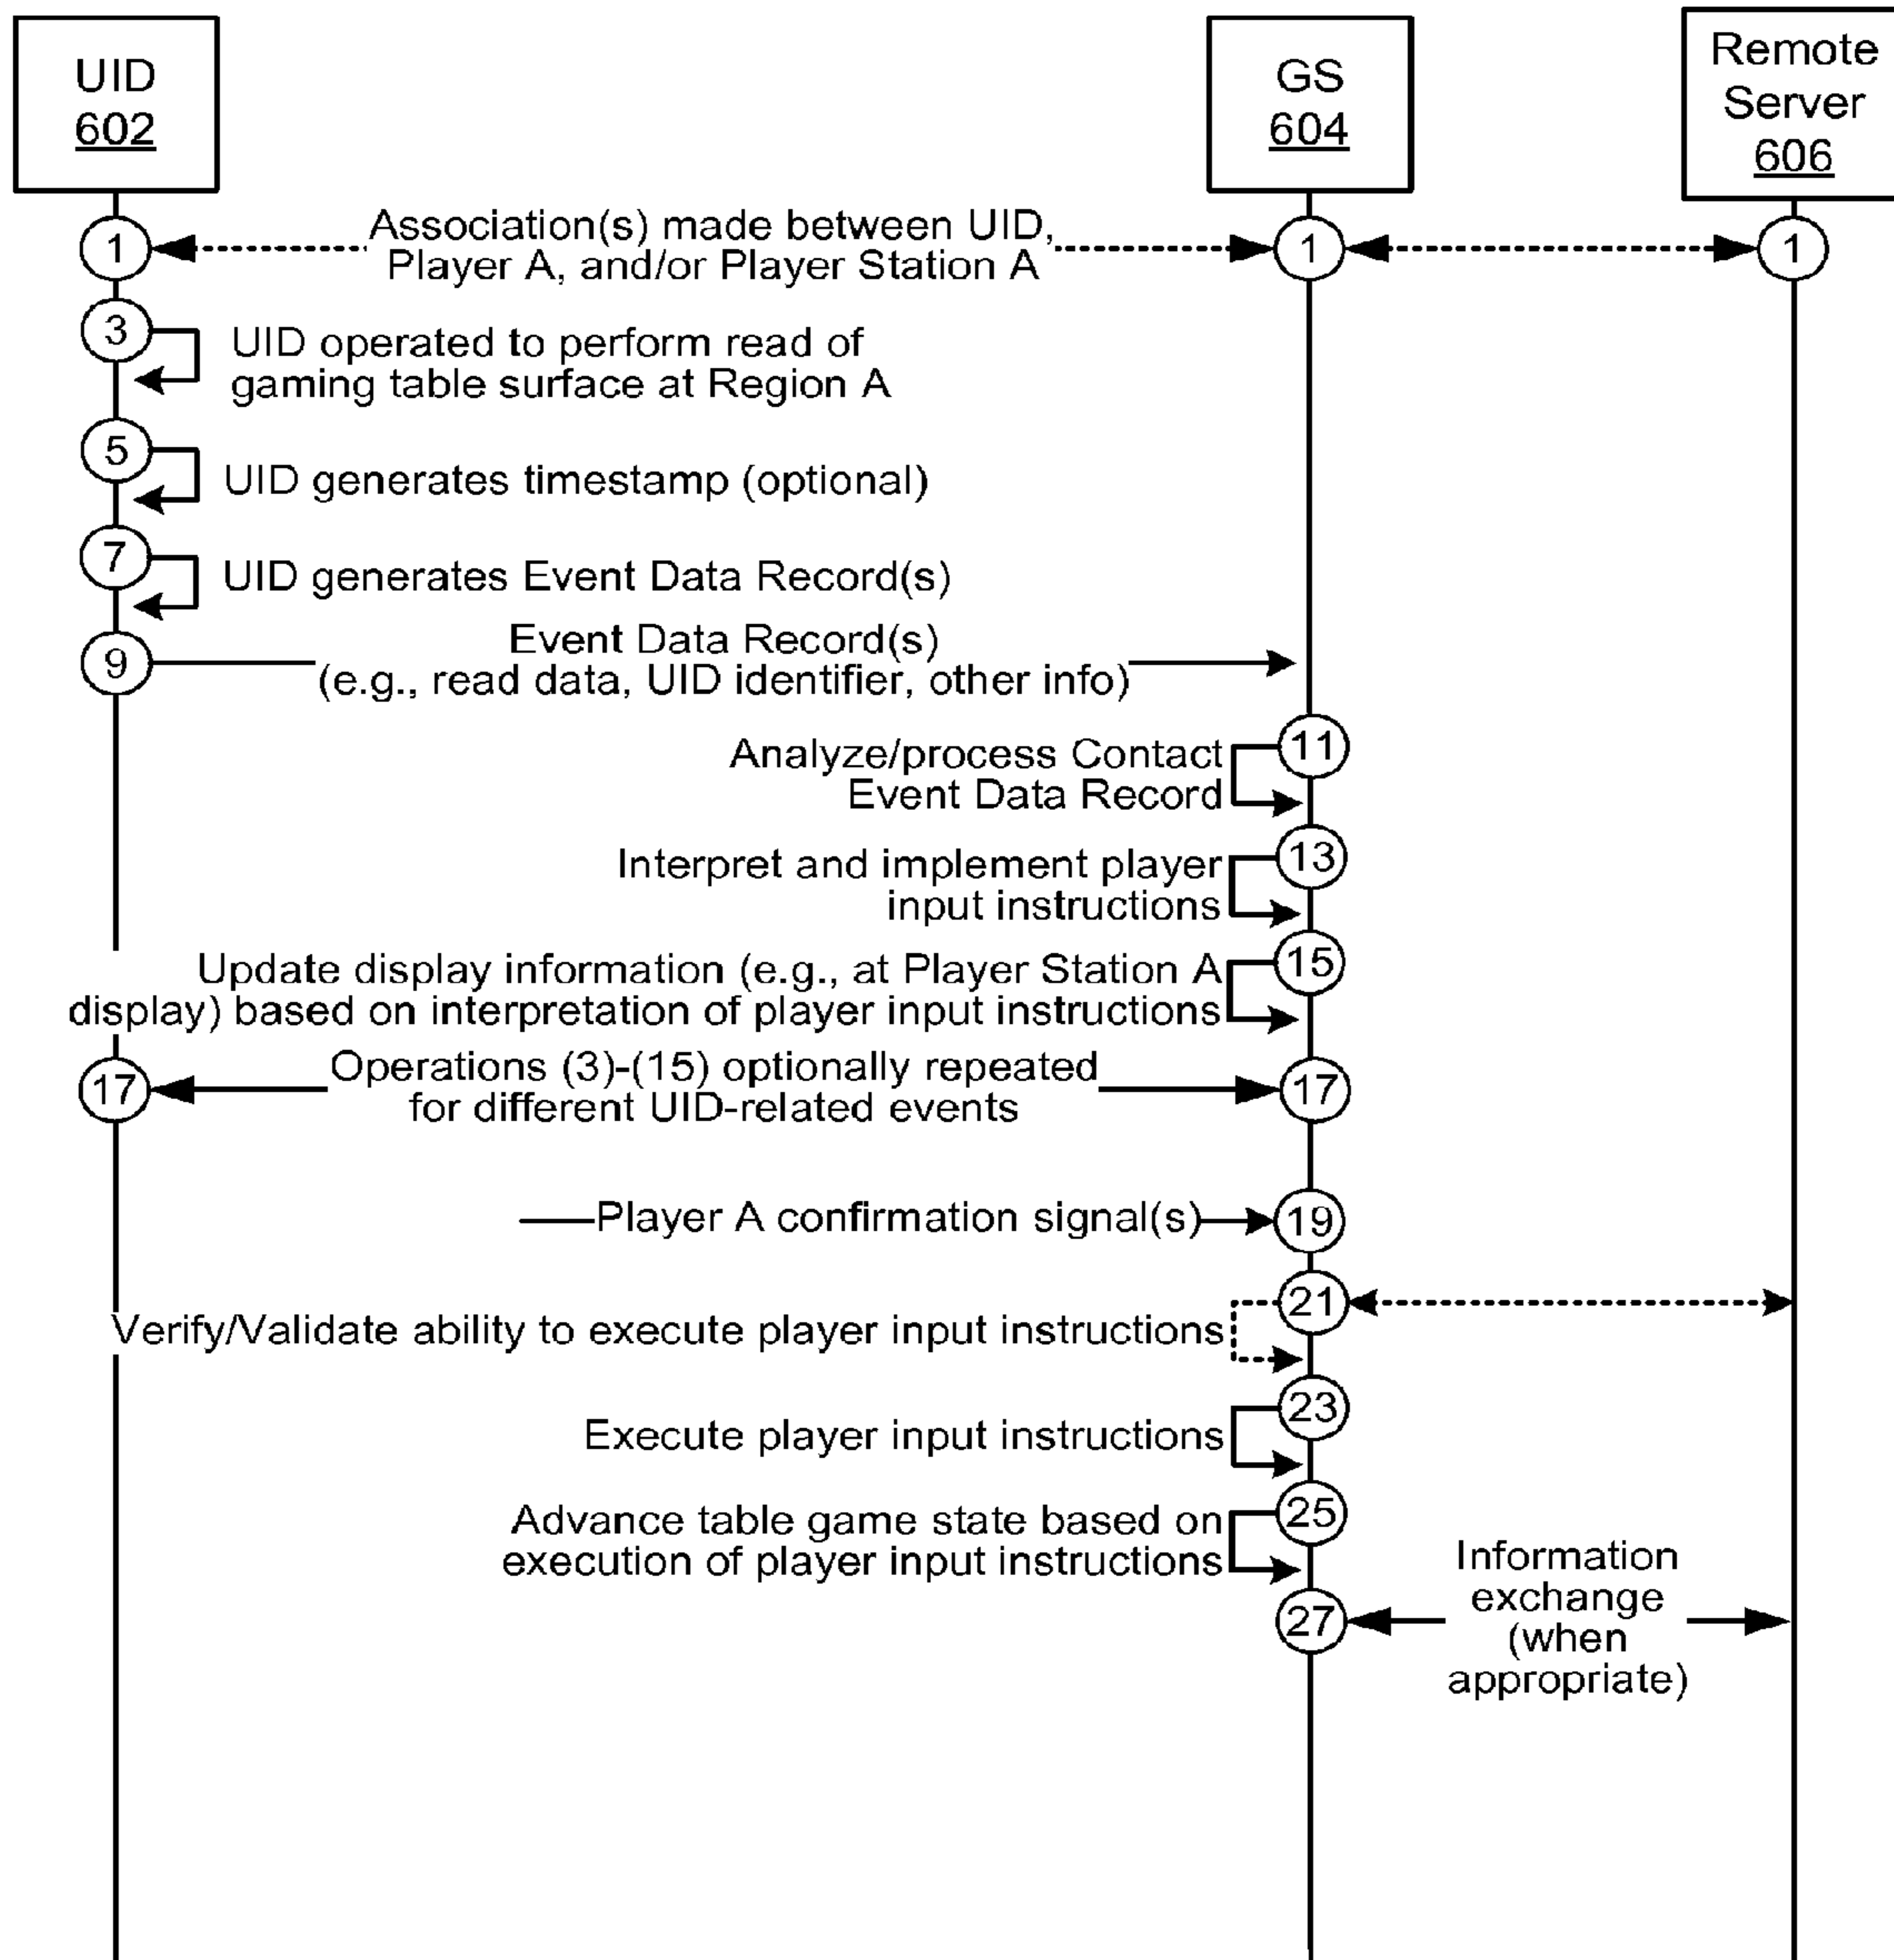 UID
602
GS
604
Remote
Server
606
1
Association(s) made between UID,
Player A, and/or Player Station A
1
1
3
UID operated to perform read of
gaming table surface at Region A
5
UID generates timestamp (optional)
7
UID generates Event Data Record(s)
9
Event Data Record(s)
(e.g., read data, UID identifier, other info)
11
Analyze/process Contact
Event Data Record
13
Interpret and implement player
input instructions
15
Update display information (e.g., at Player Station A
display) based on interpretation of player input instructions
17
Operations (3)-(15) optionally repeated
for different UID-related events
17
Player A confirmation signal(s)
19
21
Verify/Validate ability to execute player input instructions
23
Execute player input instructions
25
Advance table game state based on
execution of player input instructions
27
Information
exchange
(when
appropriate)